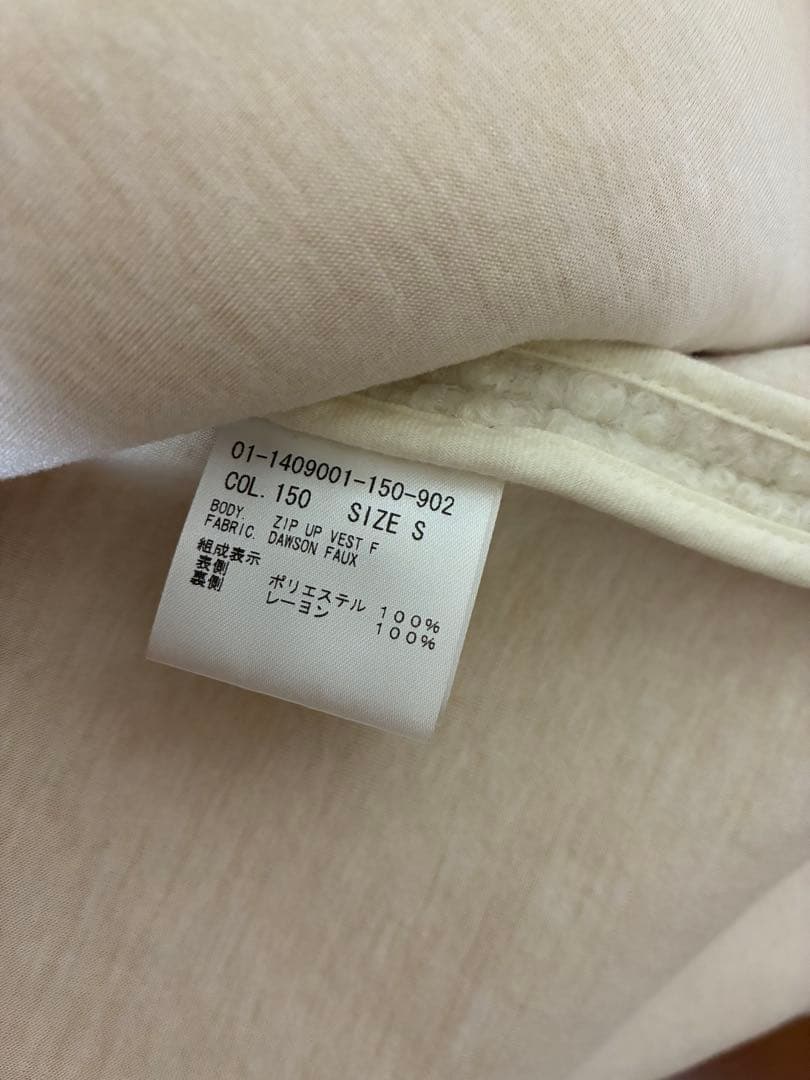 01-1409001-150-902
COL. 150 SIZE S
BODY. ZIP UP VEST F
FABRIC. DAWSON FAUX
組成表示
表側 ポリエステル 100%
裏側 レーヨン 100%